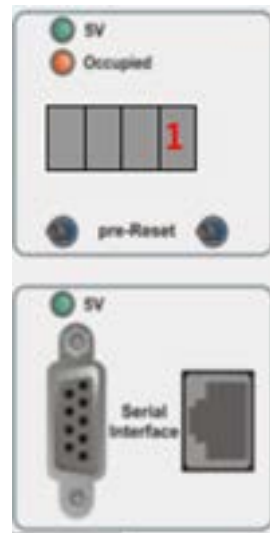 5V
Occupied
1
pre-Reset
5V
Serial
Interface